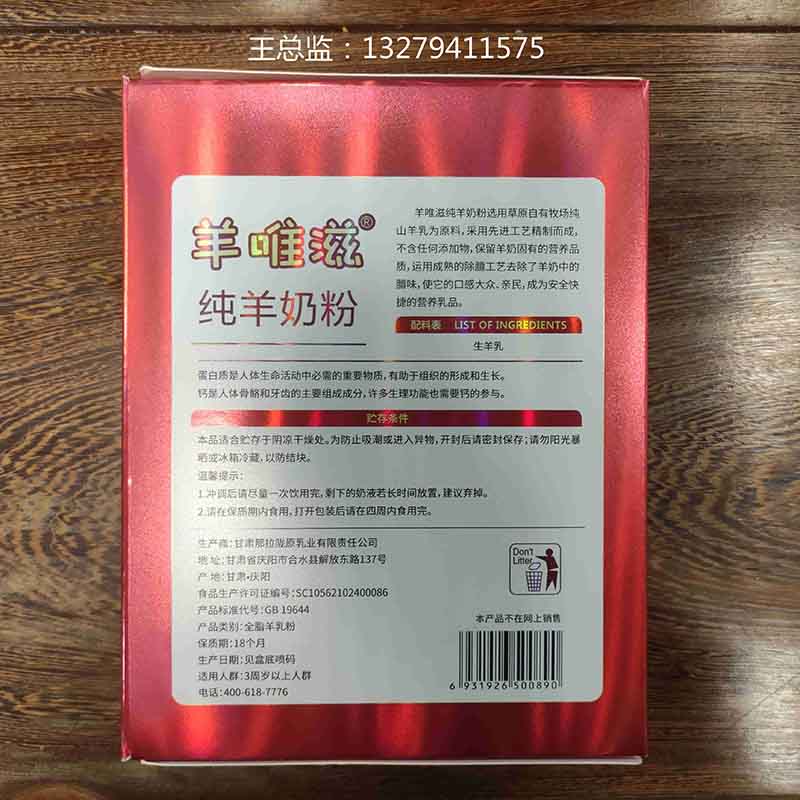 王总监：13279411575
羊唯滋®
纯羊奶粉
羊唯滋纯羊奶粉选用草原自有牧场纯
山羊乳为原料，采用先进工艺精制而成，
不含任何添加物，保留羊奶固有的营养品
质，运用成熟的除膻工艺去除了羊奶中的
膻味，使它的口感大众、亲民，成为安全快
捷的营养乳品。
配料表 LIST OF INGREDIENTS
生羊乳
蛋白质是人体生命活动中必需的重要物质，有助于组织的形成和生长。
钙是人体骨骼和牙齿的主要组成成分，许多生理功能也需要钙的参与。
贮存条件
本品适合贮存于阴凉干燥处。为防止吸潮或进入异物，开封后请密封保存；请勿阳光暴
晒或冰箱冷藏，以防结块。
温馨提示：
1.冲调后请尽量一次饮用完，剩下的奶液若长时间放置，建议弃掉。
2.请在保质期内食用，打开包装后请在四周内食用完。
生产商：甘肃那拉陇原乳业有限责任公司
地 址：甘肃省庆阳市合水县解放东路137号
产 地：甘肃·庆阳
食品生产许可证编号：SC10562102400086
产品标准代号：GB 19644
产品类别：全脂羊乳粉
保质期：18个月
生产日期：见盒底喷码
适用人群：3周岁以上人群
电话：400-618-7776
Don't
Litter
本产品不在网上销售
6 931926 500890